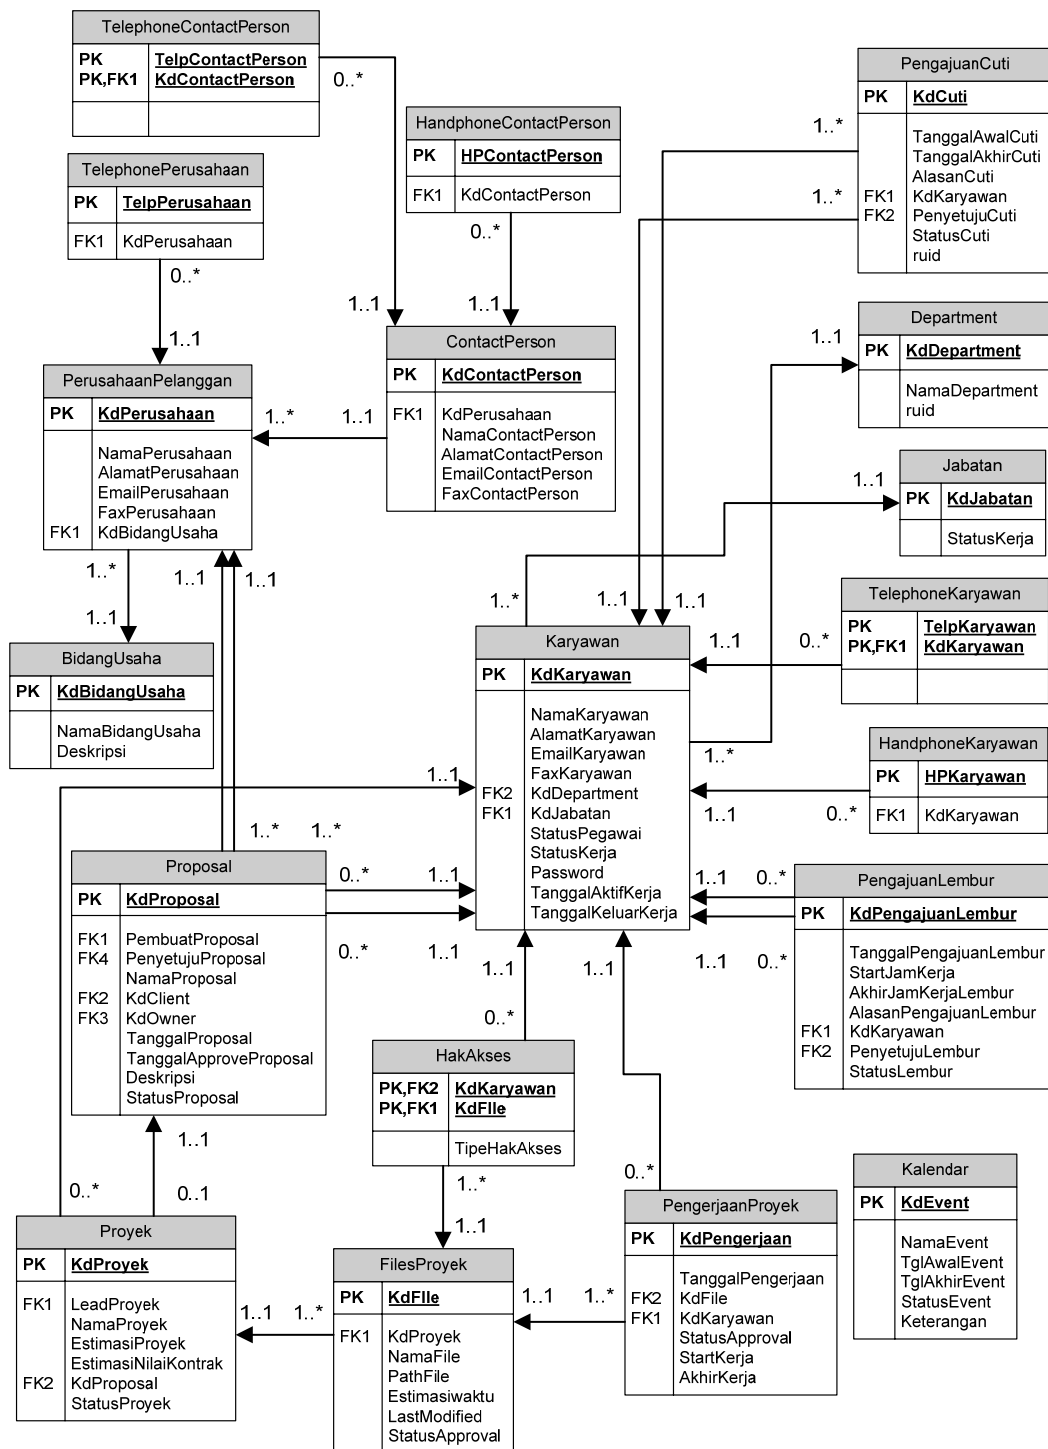 TelephoneContactPerson
PK TelpContactPerson
PK,FK1 KdContactPerson
0..*
HandphoneContactPerson
PK HPContactPerson
FK1 KdContactPerson
0..*
TelephonePerusahaan
PK TelpPerusahaan
FK1 KdPerusahaan
0..*
1..1
1..1
1..1
PengajuanCuti
PK KdCuti
TanggalAwalCuti
TanggalAkhirCuti
AlasanCuti
FK1 KdKaryawan
FK2 PenyetujuCuti
StatusCuti
ruid
1..*
1..*
ContactPerson
PK KdContactPerson
FK1 KdPerusahaan
NamaContactPerson
AlamatContactPerson
EmailContactPerson
FaxContactPerson
1..* 1..1
PerusahaanPelanggan
PK KdPerusahaan
NamaPerusahaan
AlamatPerusahaan
EmailPerusahaan
FaxPerusahaan
FK1 KdBidangUsaha
1..*
1..1
1..1 1..1
Department
PK KdDepartment
NamaDepartment
ruid
1..1
Jabatan
PK KdJabatan
StatusKerja
1..1
BidangUsaha
PK KdBidangUsaha
NamaBidangUsaha
Deskripsi
1..* 1..1 1..1
Karyawan
PK KdKaryawan
NamaKaryawan
AlamatKaryawan
EmailKaryawan
FaxKaryawan
FK2 KdDepartment
FK1 KdJabatan
StatusPegawai
StatusKerja
Password
TanggalAktifKerja
TanggalKeluarKerja
TelephoneKaryawan
PK TelpKaryawan
PK,FK1 KdKaryawan
1..1 0..*
1..*
HandphoneKaryawan
PK HPKaryawan
FK1 KdKaryawan
1..1 0..*
1..1
1..* 1..*
Proposal
PK KdProposal
FK1 PembuatProposal
FK4 PenyetujuProposal
NamaProposal
FK2 KdClient
FK3 KdOwner
TanggalProposal
TanggalApproveProposal
Deskripsi
StatusProposal
0..* 1..1
0..* 1..1
PengajuanLembur
PK KdPengajuanLembur
TanggalPengajuanLembur
StartJamKerja
AkhirJamKerjaLembur
AlasanPengajuanLembur
FK1 KdKaryawan
FK2 PenyetujuLembur
StatusLembur
1..1 0..*
1..1 0..*
1..1 1..1
0..*
HakAkses
PK,FK2 KdKaryawan
PK,FK1 KdFIle
TipeHakAkses
1..*
1..1
1..1
0..* 0..1
Proyek
PK KdProyek
FK1 LeadProyek
NamaProyek
EstimasiProyek
EstimasiNilaiKontrak
FK2 KdProposal
StatusProyek
1..1 1..*
FilesProyek
PK KdFIle
FK1 KdProyek
NamaFile
PathFile
Estimasiwaktu
LastModified
StatusApproval
1..1 1..*
0..*
PengerjaanProyek
PK KdPengerjaan
TanggalPengerjaan
FK2 KdFile
FK1 KdKaryawan
StatusApproval
StartKerja
AkhirKerja
Kalendar
PK KdEvent
NamaEvent
TglAwalEvent
TglAkhirEvent
StatusEvent
Keterangan